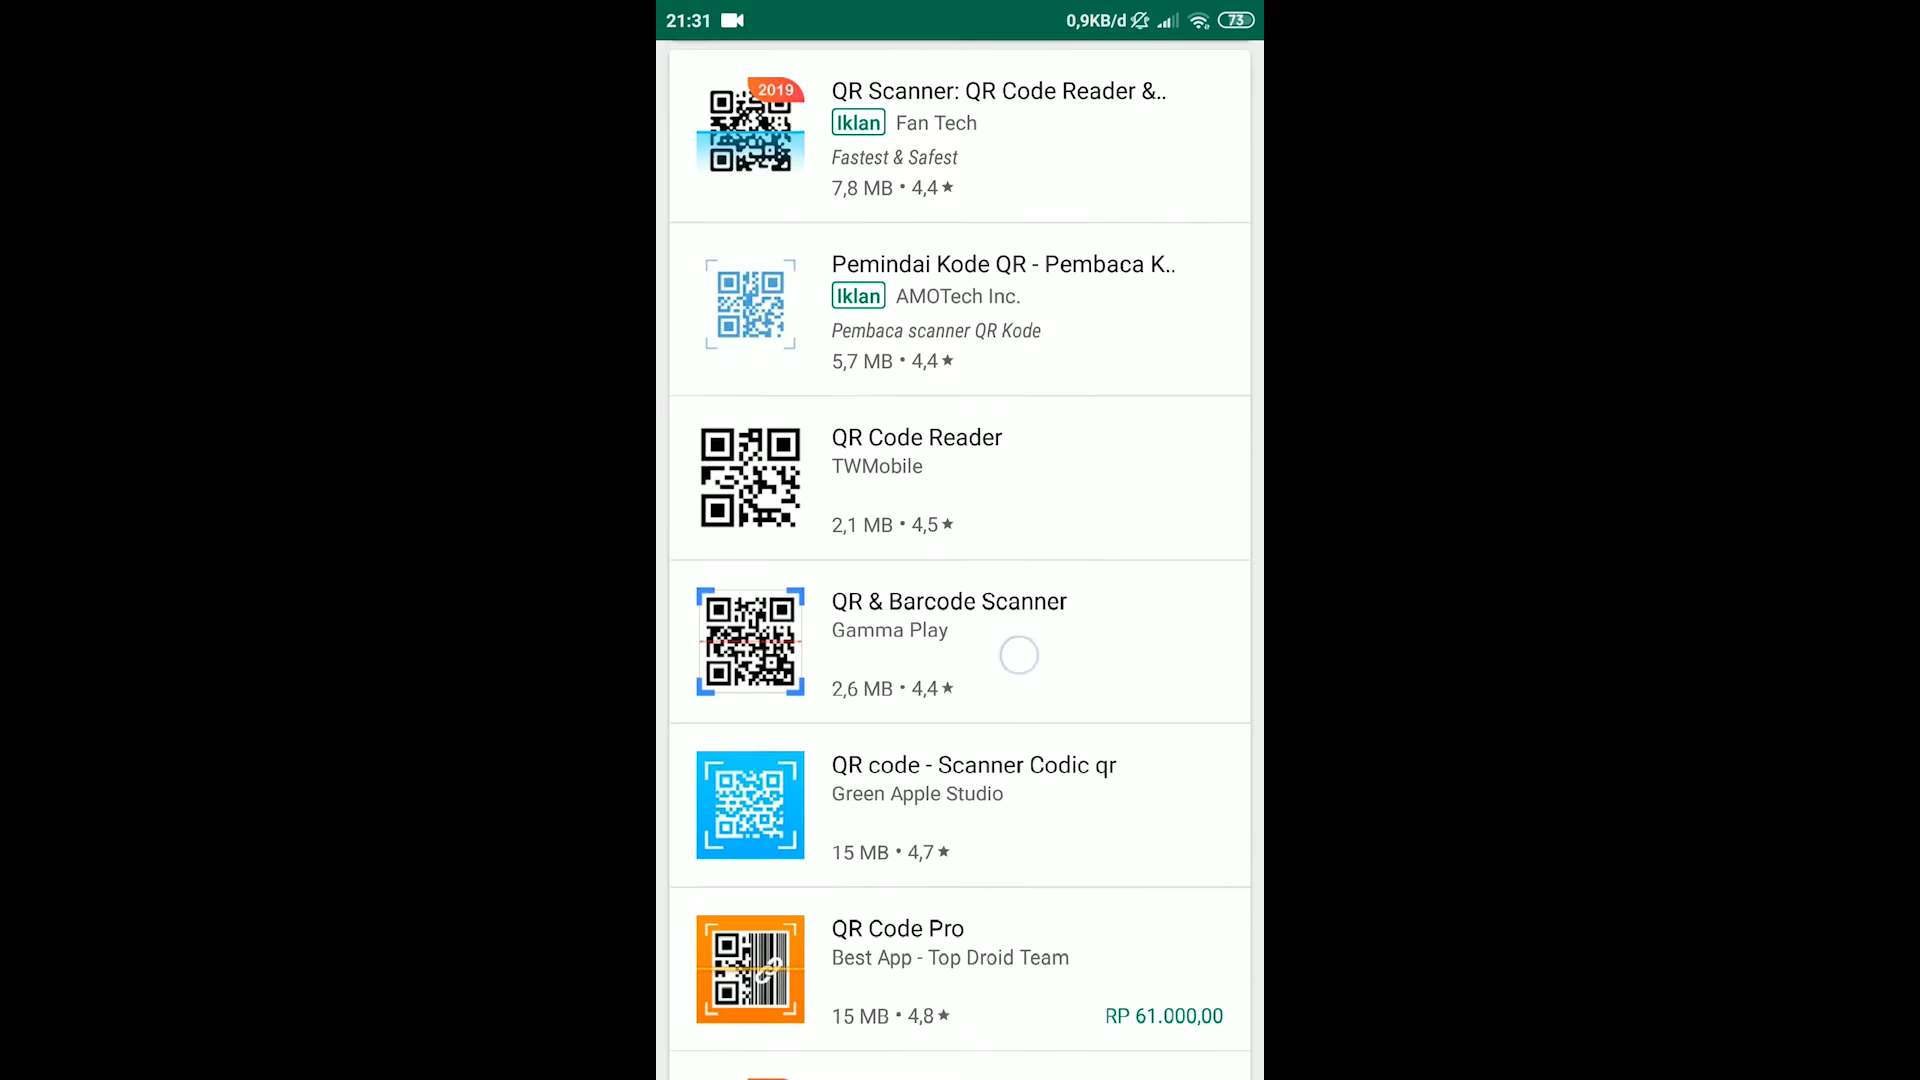 21:31 0,9KB/d 73
2019
QR Scanner: QR Code Reader &..
Iklan Fan Tech
Fastest & Safest
7,8 MB • 4,4★
Pemindai Kode QR - Pembaca K..
Iklan AMOTech Inc.
Pembaca scanner QR Kode
5,7 MB • 4,4★
QR Code Reader
TWMobile
2,1 MB • 4,5★
QR & Barcode Scanner
Gamma Play
2,6 MB • 4,4★
QR code - Scanner Codic qr
Green Apple Studio
15 MB • 4,7★
QR Code Pro
Best App - Top Droid Team
15 MB • 4,8★ RP 61.000,00